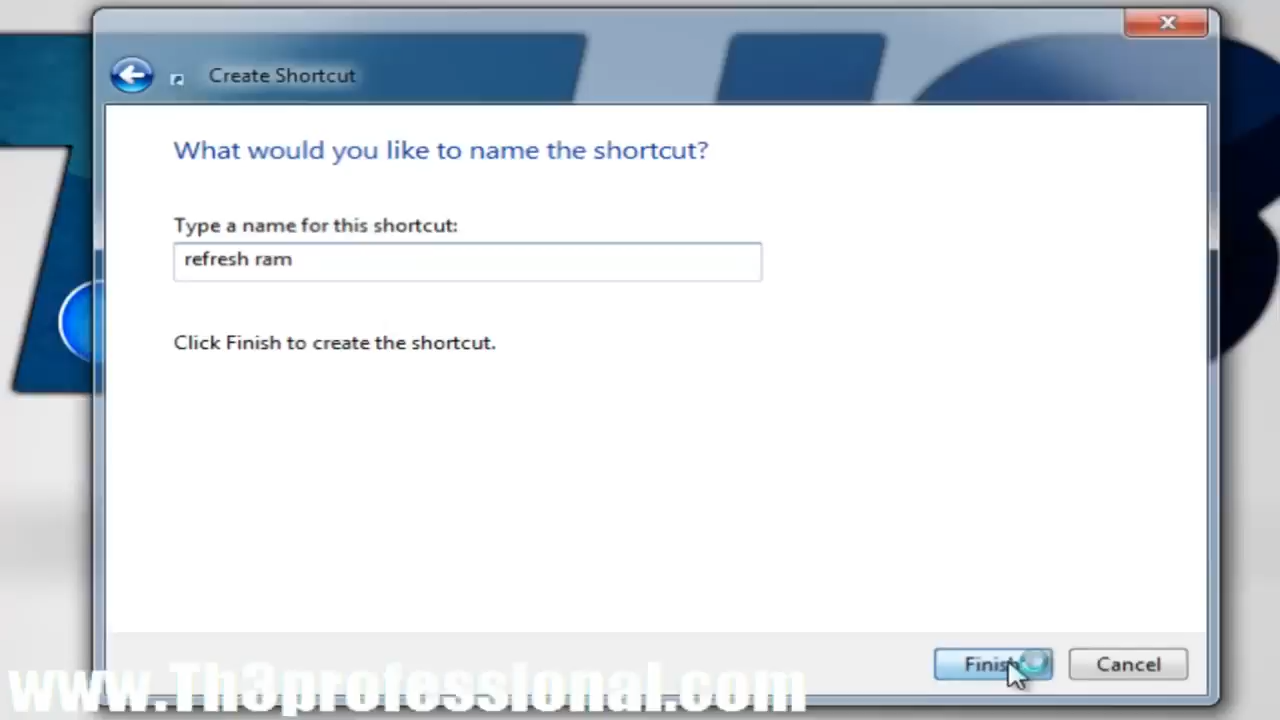 Create Shortcut
What would you like to name the shortcut?
Type a name for this shortcut:
refresh ram
Click Finish to create the shortcut.
Finish
Cancel
www.Th3professional.com